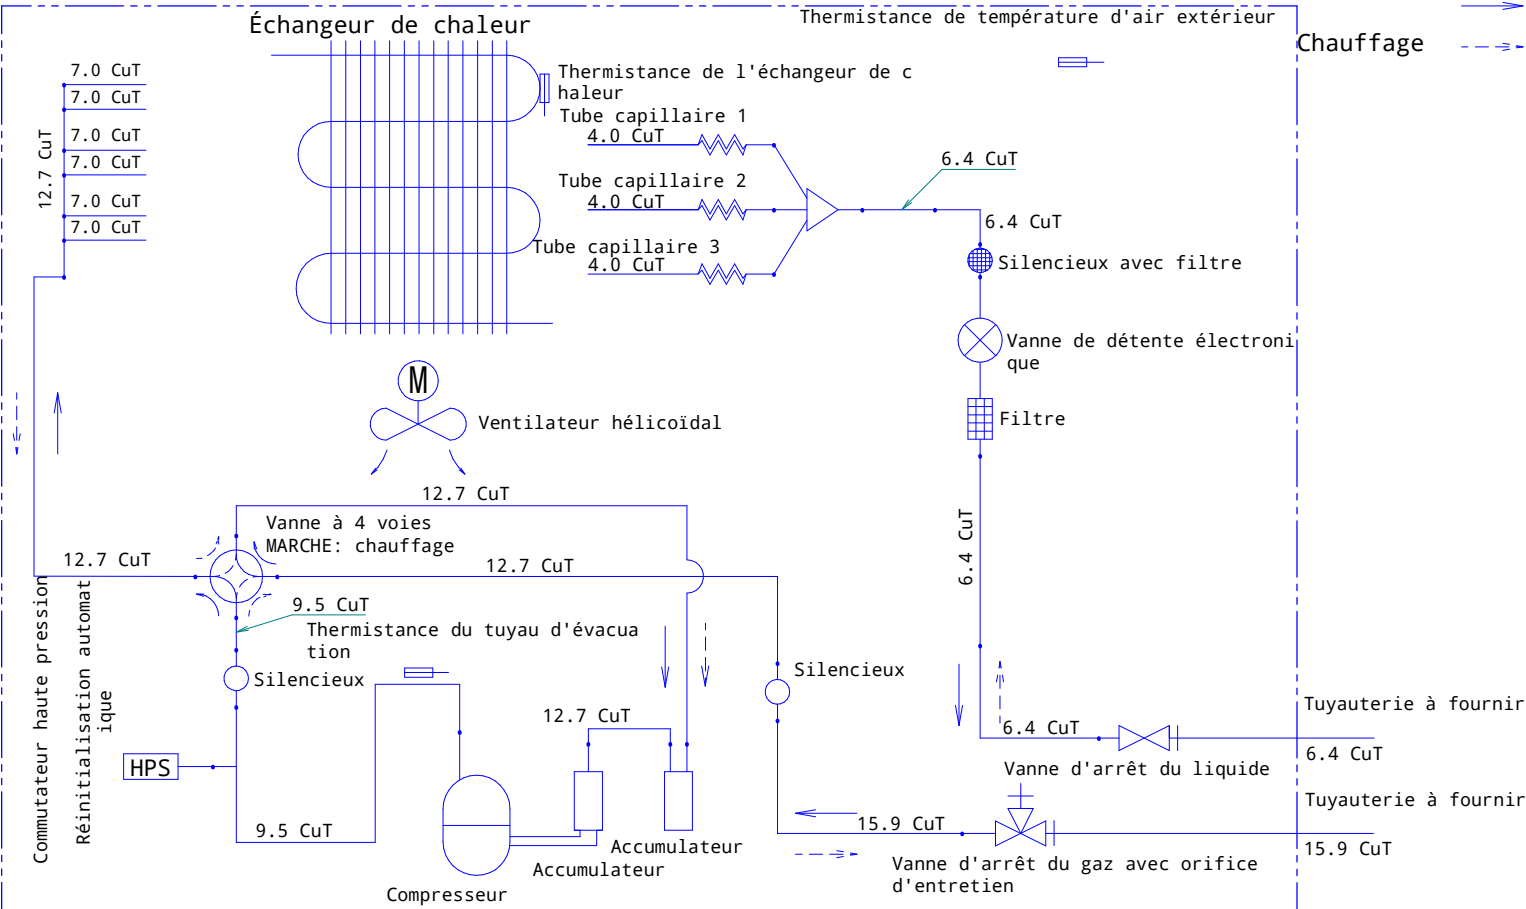 Thermistance de température d'air extérieur
Échangeur de chaleur
Chauffage
7.0 CuT
7.0 CuT
7.0 CuT
7.0 CuT
7.0 CuT
7.0 CuT
12.7 CuT
Thermistance de l'échangeur de c
haleur
Tube capillaire 1
4.0 CuT
Tube capillaire 2
4.0 CuT
Tube capillaire 3
4.0 CuT
6.4 CuT
6.4 CuT
Silencieux avec filtre
Vanne de détente électroni
que
Filtre
M
Ventilateur hélicoïdal
12.7 CuT
Vanne à 4 voies
MARCHE: chauffage
12.7 CuT
12.7 CuT
6.4 CuT
9.5 CuT
Thermistance du tuyau d'évacua
tion
Silencieux
Silencieux
Commutateur haute pression
Réinitialisation automat
ique
HPS
9.5 CuT
12.7 CuT
Accumulateur
Accumulateur
Compresseur
6.4 CuT
Vanne d'arrêt du liquide
Tuyauterie à fournir
6.4 CuT
15.9 CuT
Tuyauterie à fournir
15.9 CuT
Vanne d'arrêt du gaz avec orifice
d'entretien